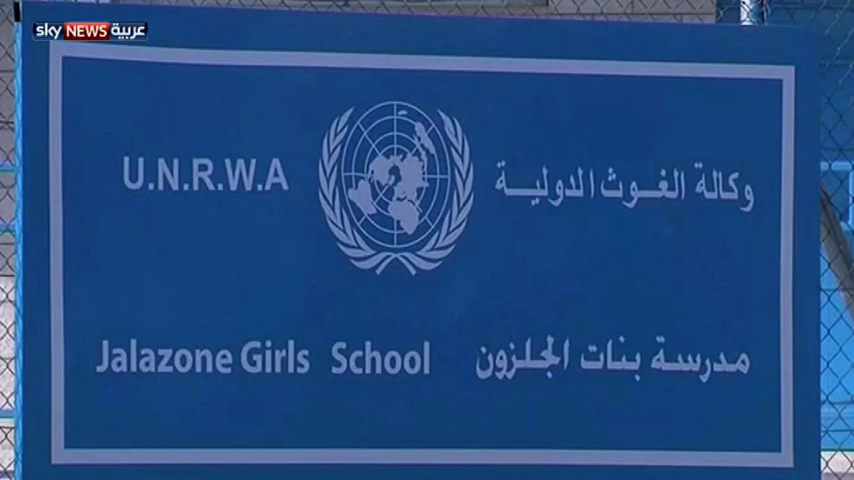 sky NEWS عربية
U.N.R.W.A
وكالة الغوث الدولية
Jalazone Girls School
مدرسة بنات الجلزون